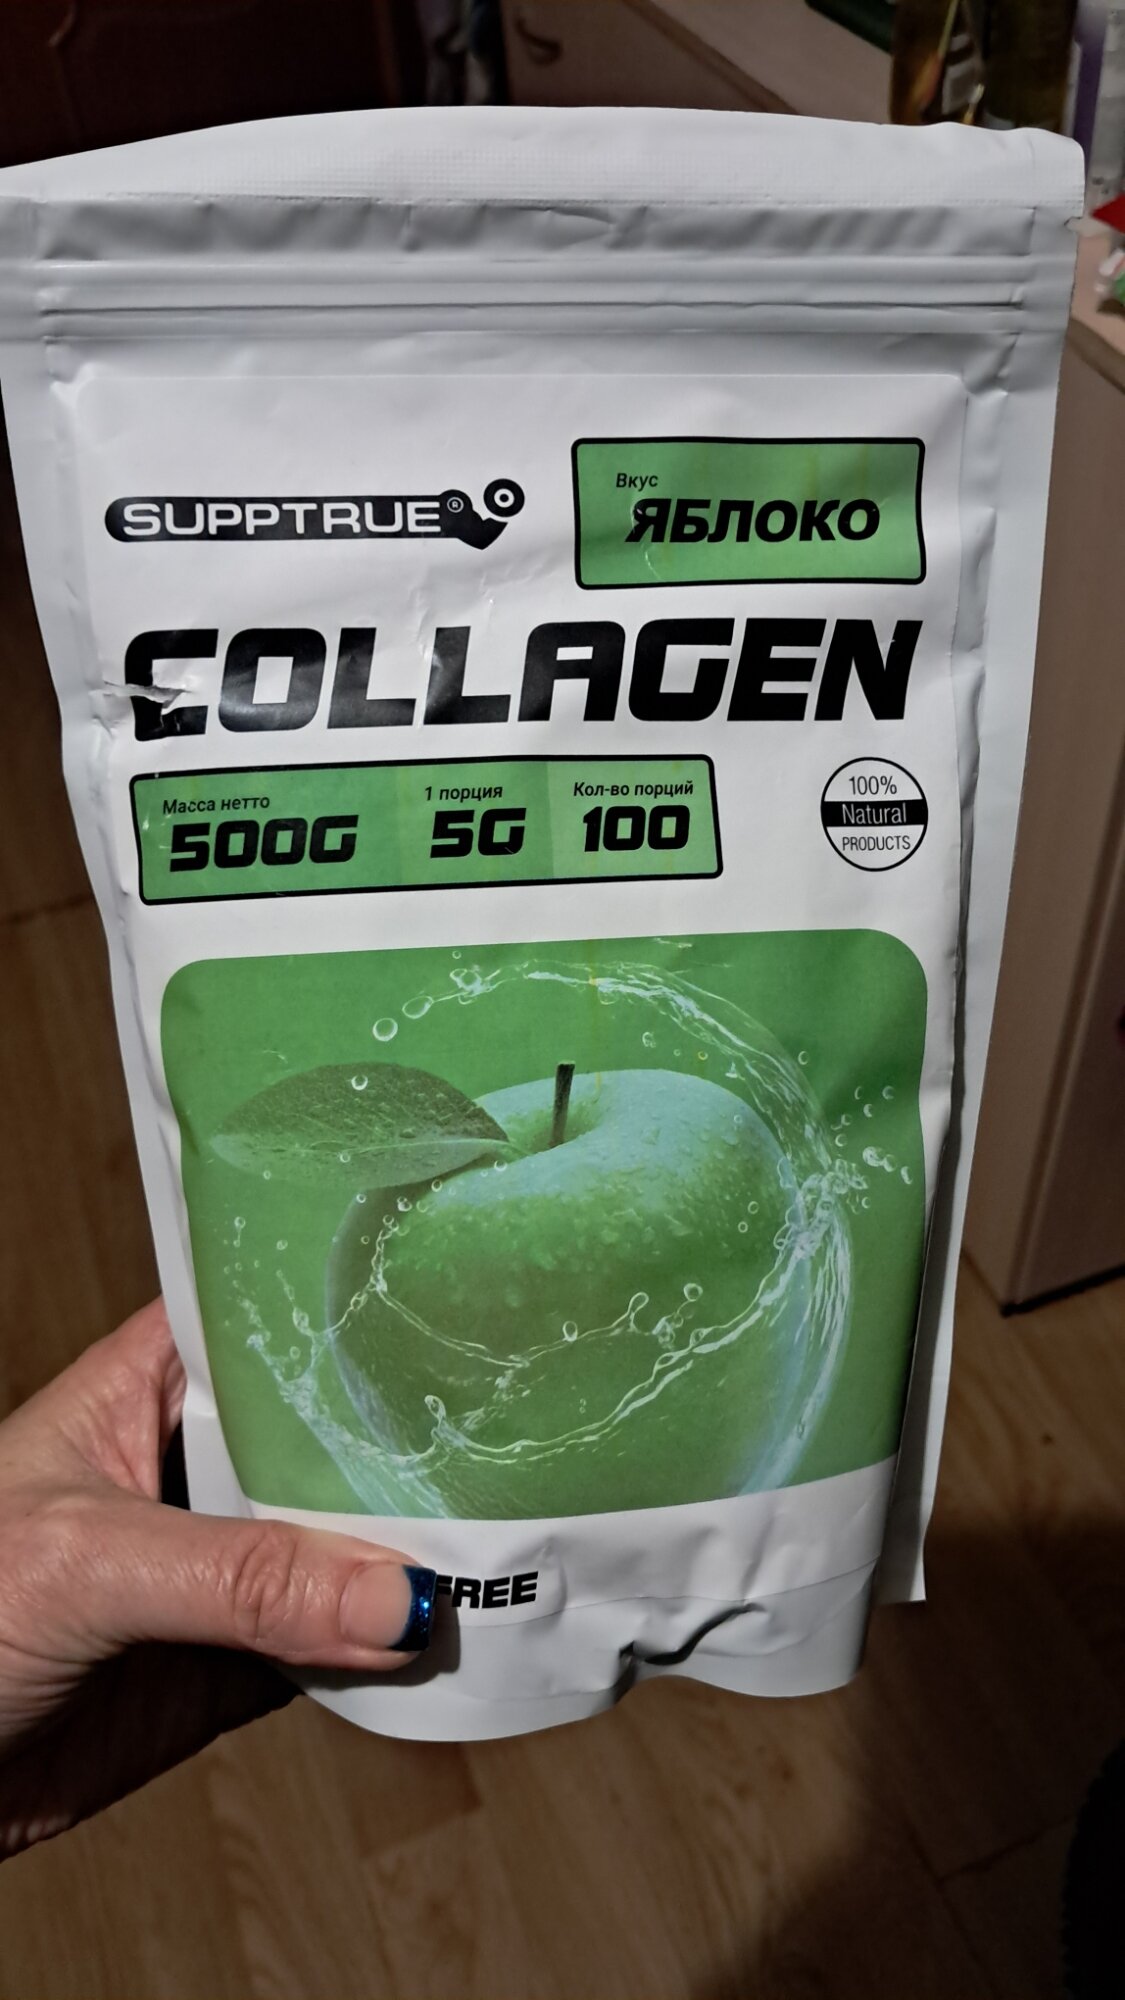 SUPPTRUE®
Вкус
ЯБЛОКО
COLLAGEN
Масса нетто
500G
1 порция
5G
Кол-во порций
100
100%
Natural
PRODUCTS
FREE